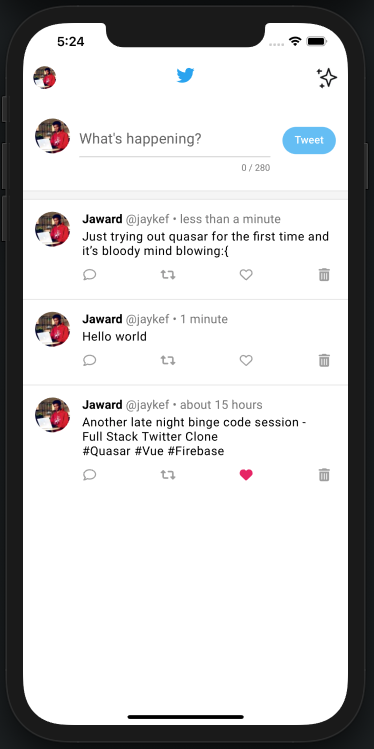 5:24
What's happening?
Tweet
0 / 280
Jaward @jaykef • less than a minute
Just trying out quasar for the first time and
it's bloody mind blowing:{
Jaward @jaykef • 1 minute
Hello world
Jaward @jaykef • about 15 hours
Another late night binge code session -
Full Stack Twitter Clone
#Quasar #Vue #Firebase